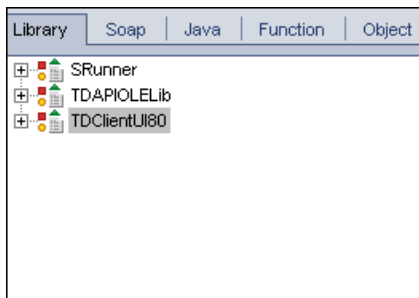 Library Soap Java Function Object
SRunner
TDAPIOLELib
TDClientUI80